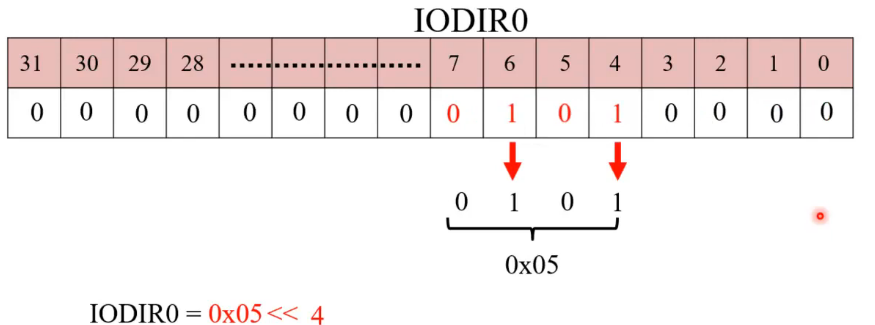 IODIR0
31 30 29 28 ...................... 7 6 5 4 3 2 1 0
0 0 0 0 0 0 0 0 0 1 0 1 0 0 0 0
0 1 0 1
0x05
IODIR0 = 0x05 << 4